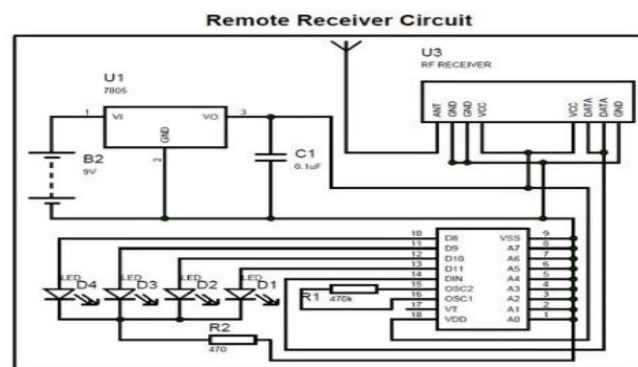 Remote Receiver Circuit
U3
RF RECEIVER
ANT GND GND VCC VCC DATA DATA GND
U1
7805
1 VI VO 3
GND
2
B2
9V
C1
0.1uF
10 D8 VSS 9
11 D9 A7 8
12 D10 A6 7
13 D11 A5 6
14 DIN A4 5
15 OSC2 A3 4
16 OSC1 A2 3
17 VT A1 2
18 VDD A0 1
LED LED LED LED
D4 D3 D2 D1
R1 470k
R2
470